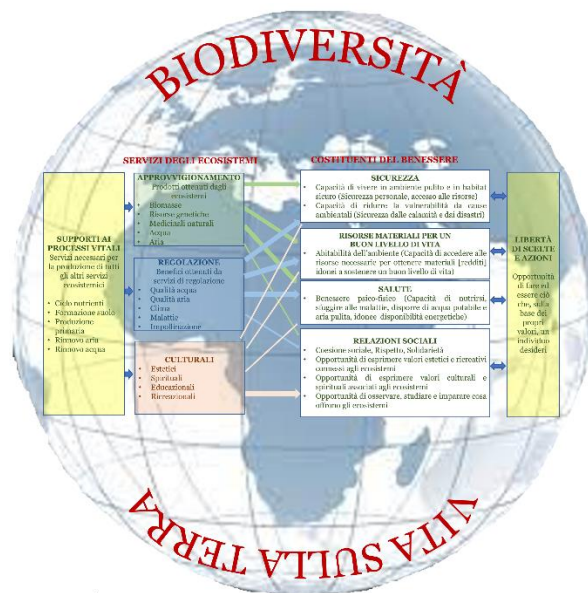 BIODIVERSITÀ
SERVIZI DEGLI ECOSISTEMI
COSTITUENTI DEL BENESSERE
SUPPORTI AI
PROCESSI VITALI
Servizi necessari per
la produzione di tutti
gli altri servizi
ecosistemici
• Ciclo nutrienti
• Formazione suolo
• Produzione
primaria
• Rinnovo aria
• Rinnovo acqua
APPROVVIGIONAMENTO
Prodotti ottenuti dagli
ecosistemi
• Biomasse
• Risorse genetiche
• Medicinali naturali
• Acqua
• Aria
REGOLAZIONE
Benefici ottenuti da
servizi di regolazione
• Qualità acqua
• Qualità aria
• Clima
• Malattie
• Impollinazione
CULTURALI
• Estetici
• Spirituali
• Educazionali
• Ricreazionali
SICUREZZA
• Capacità di vivere in ambiente pulito e in habitat
sicuro (Sicurezza personale, accesso alle risorse)
• Capacità di ridurre la vulnerabilità da cause
ambientali (Sicurezza dalle calamità e dai disastri)
RISORSE MATERIALI PER UN
BUON LIVELLO DI VITA
• Abitabilità dell'ambiente (Capacità di accedere alle
risorse necessarie per ottenere materiali [redditi]
idonei a sostenere un buon livello di vita)
SALUTE
• Benessere psico-fisico (Capacità di nutrirsi,
sfuggire alle malattie, disporre di acqua potabile e
aria pulita, idonee disponibilità energetiche)
RELAZIONI SOCIALI
• Coesione sociale, Rispetto, Solidarietà
• Opportunità di esprimere valori estetici e ricreativi
connessi agli ecosistemi
• Opportunità di esprimere valori culturali e
spirituali associati agli ecosistemi
• Opportunità di osservare, studiare e imparare cosa
offrono gli ecosistemi
LIBERTÀ
DI SCELTE
E AZIONI
Opportunità
di fare ed
essere ciò
che, sulla
base dei
propri valori,
un individuo
desideri
VITA SULLA TERRA